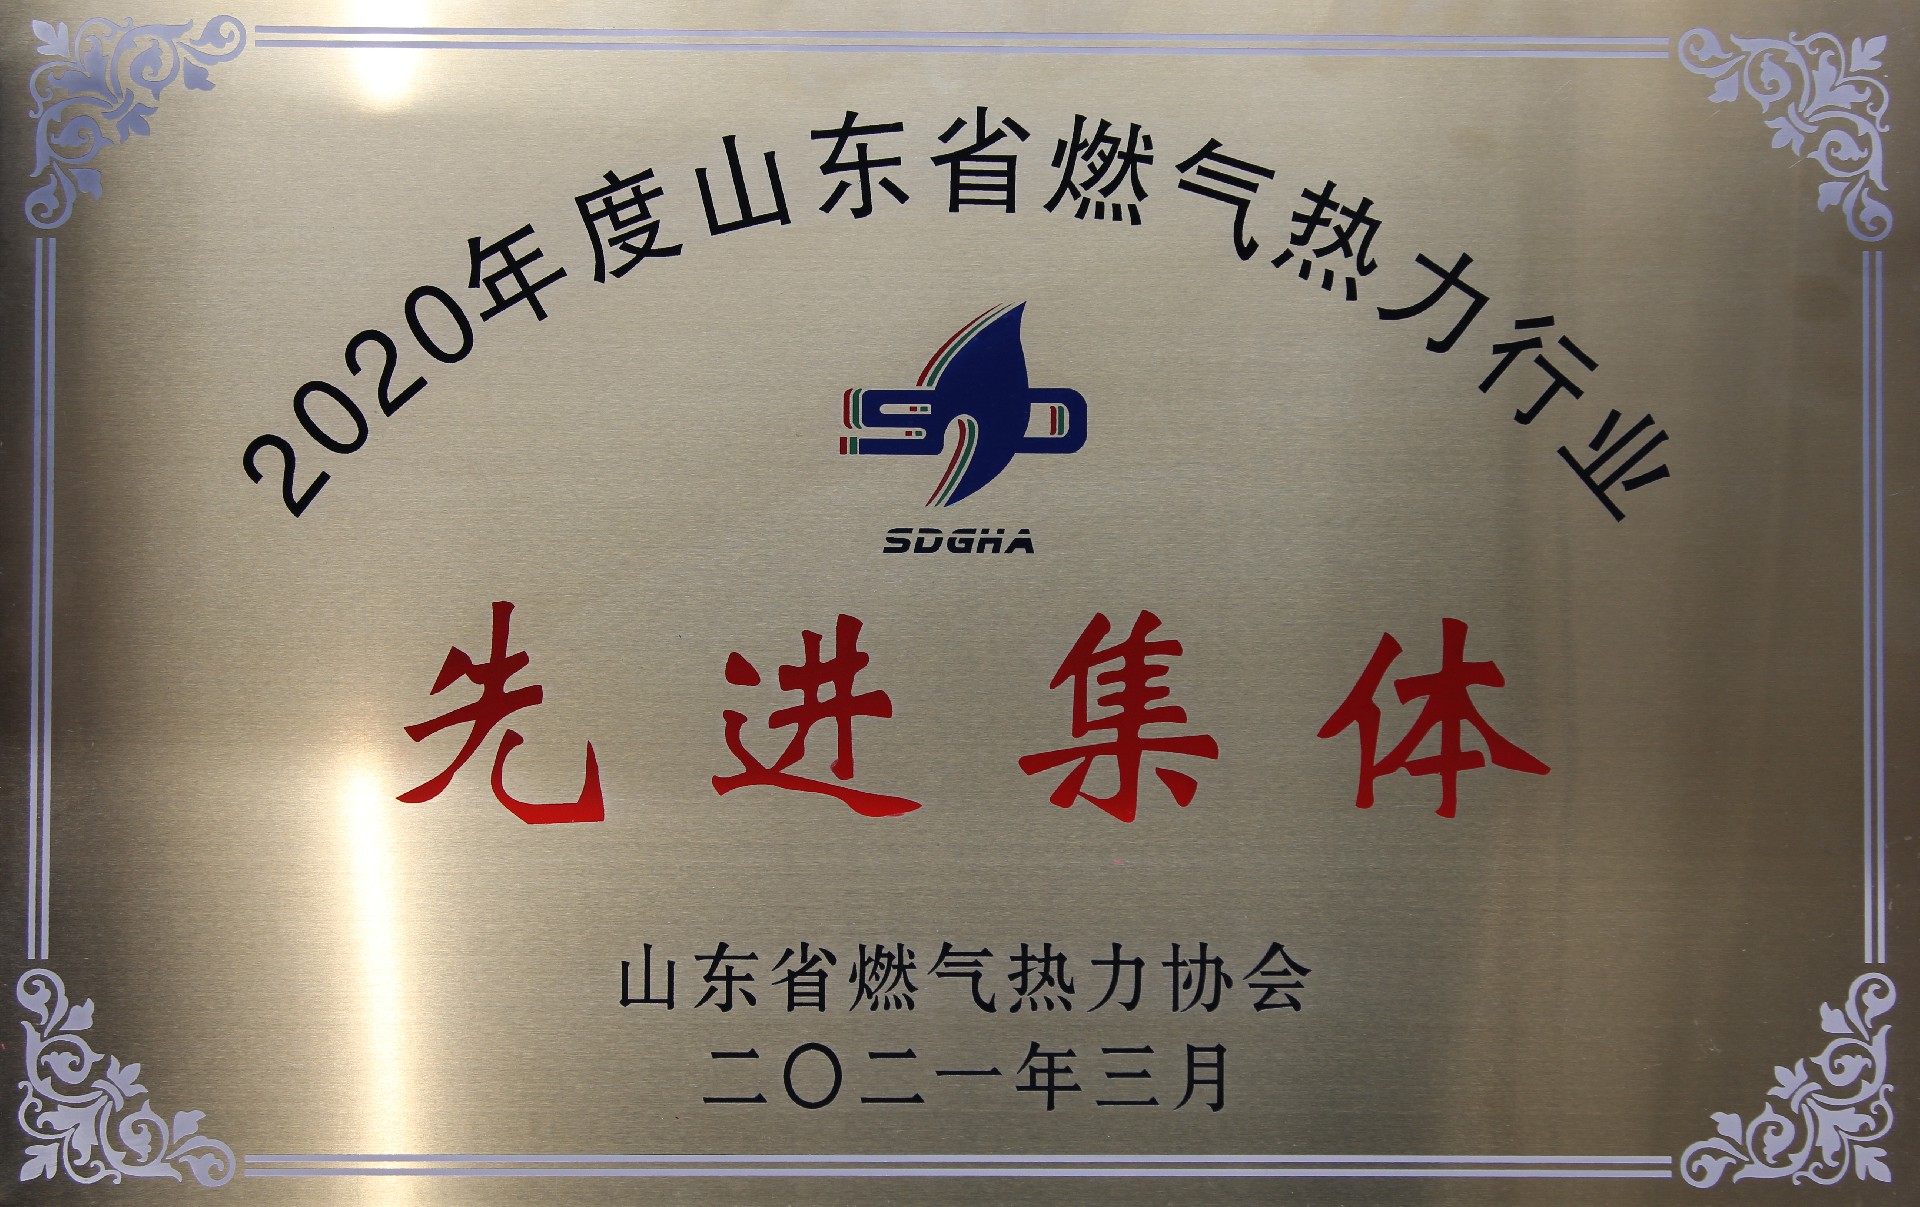 2020年度山东省燃气热力行业
SD
SDGHA
先进集体
山东省燃气热力协会
二〇二一年三月